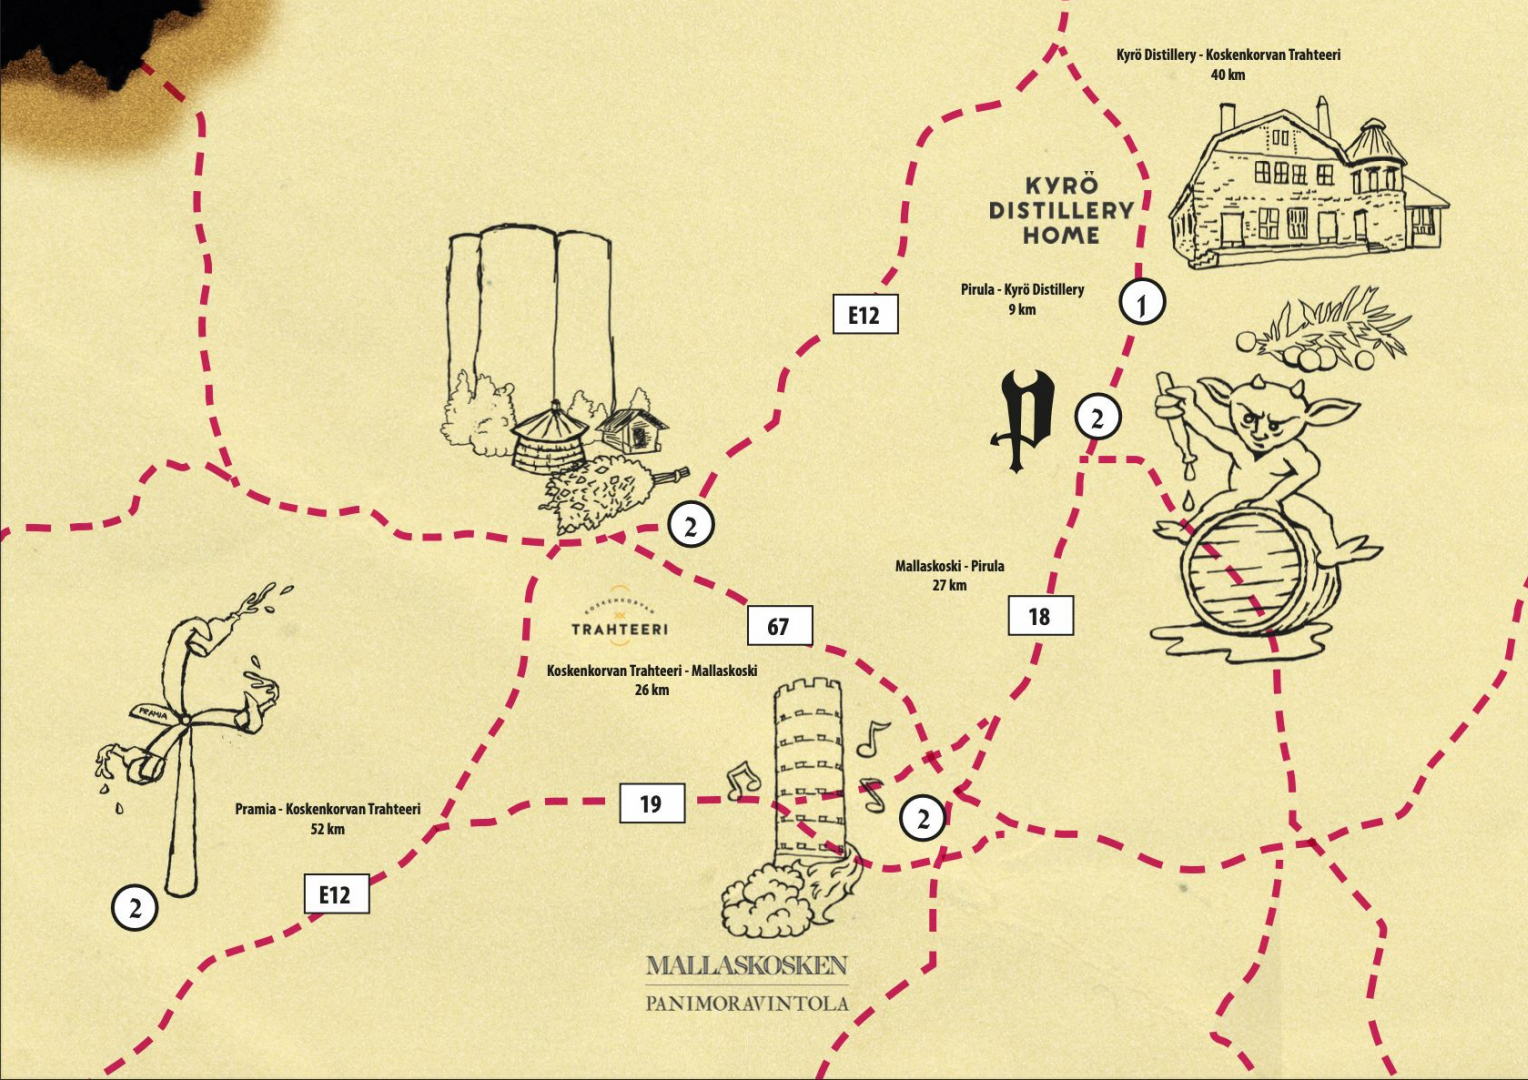 Kyrö Distillery - Koskenkorvan Trahteeri
40 km
KYRÖ
DISTILLERY
HOME
Pirula - Kyrö Distillery
9 km
1
E12
P
2
2
Mallaskoski - Pirula
27 km
18
KOSKENKORVAN
TRAHTEERI
67
Koskenkorvan Trahteeri - Mallaskoski
26 km
PRAMIA
19
2
Pramia - Koskenkorvan Trahteeri
52 km
E12
2
MALLASKOSKEN
PANIMORAVINTOLA